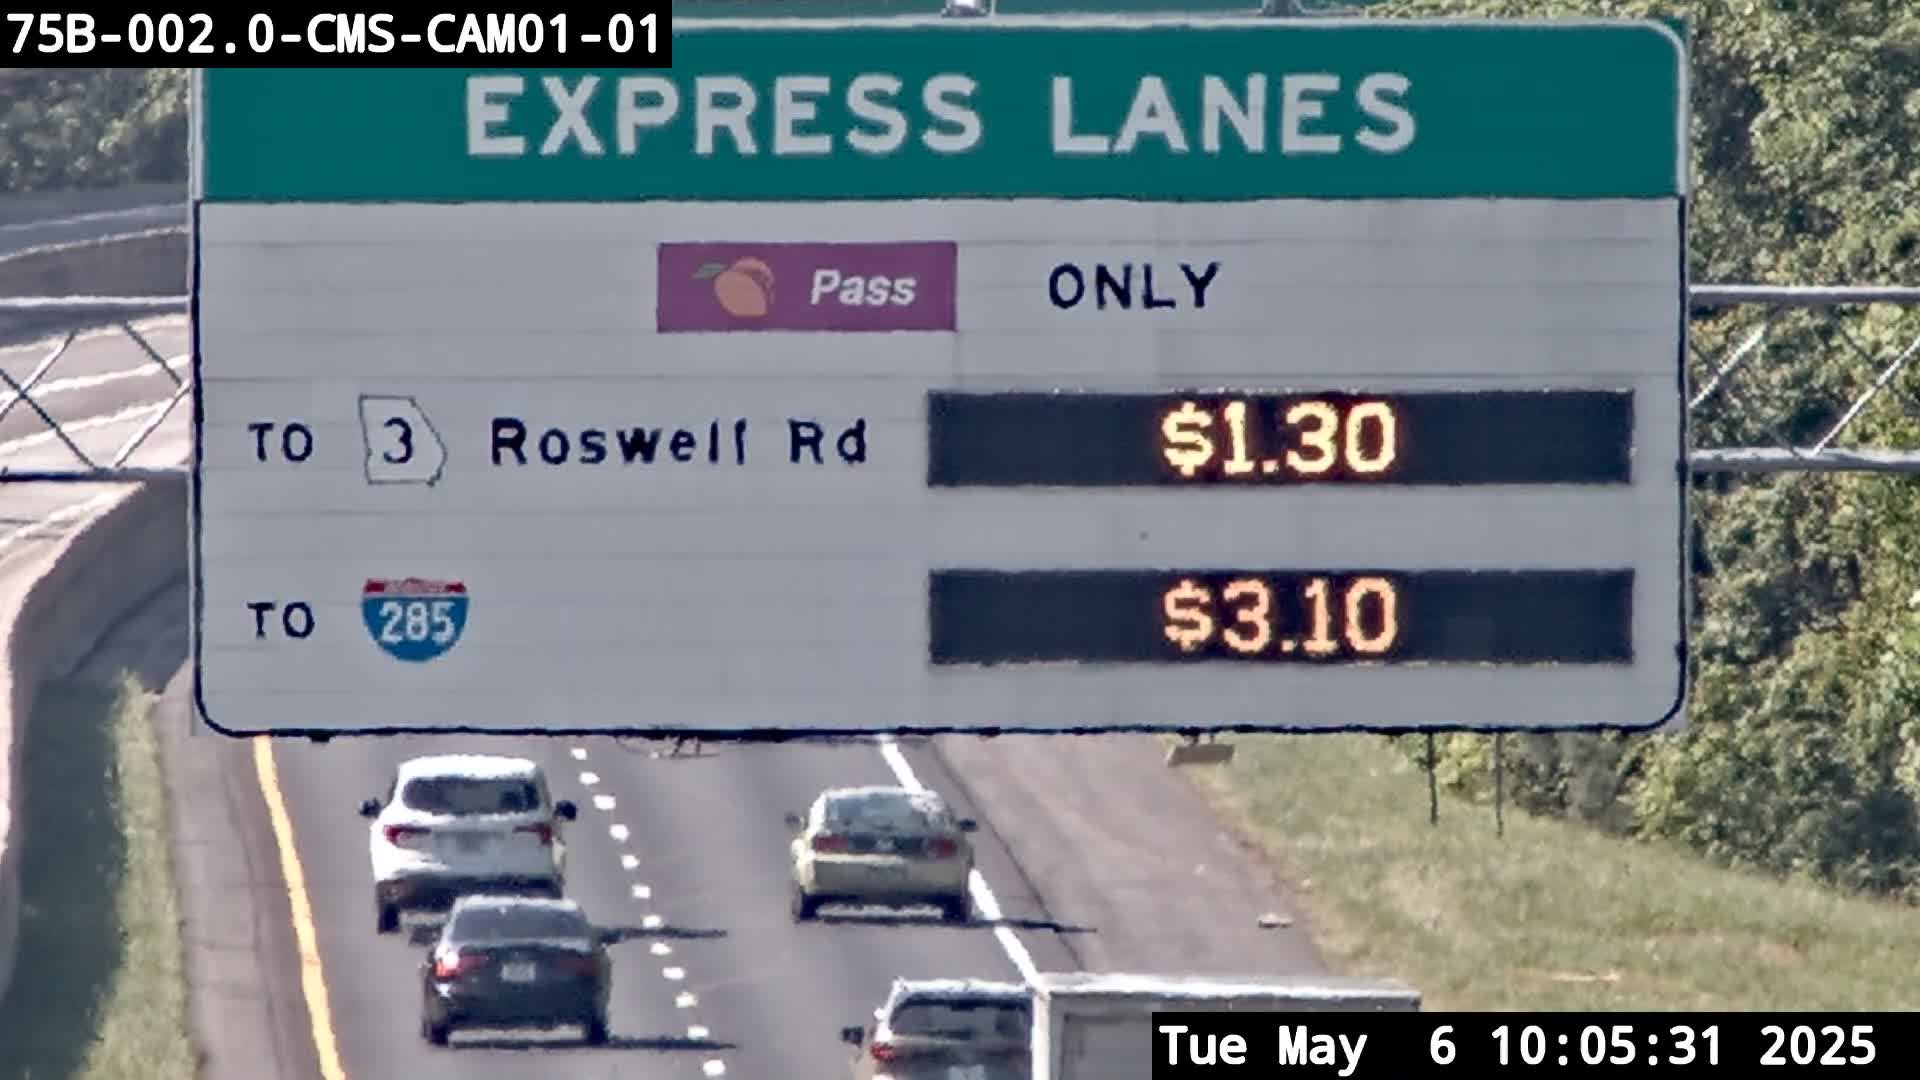 75B-002.0-CMS-CAM01-01
EXPRESS LANES
Pass ONLY
TO 3 Roswell Rd $1.30
TO 285 $3.10
Tue May 6 10:05:31 2025